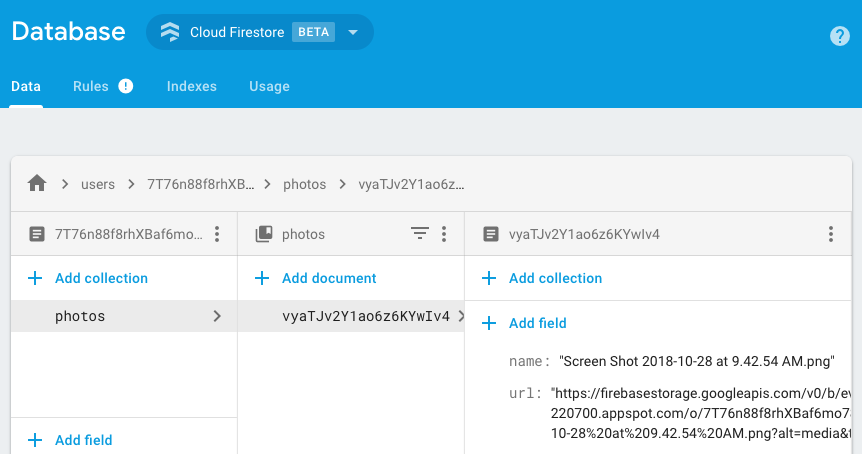 Database Cloud Firestore BETA
?
Data Rules ! Indexes Usage
users 7T76n88f8rhXB... photos vyaTJv2Y1ao6z...
7T76n88f8rhXBaf6mo... photos vyaTJv2Y1ao6z6KYwIv4
Add collection Add document Add collection
photos vyaTJv2Y1ao6z6KYwIv4 Add field
name: "Screen Shot 2018-10-28 at 9.42.54 AM.png"
url: "https://firebasestorage.googleapis.com/v0/b/ev
220700.appspot.com/o/7T76n88f8rhXBaf6mo7
10-28%20at%209.42.54%20AM.png?alt=media&t
Add field